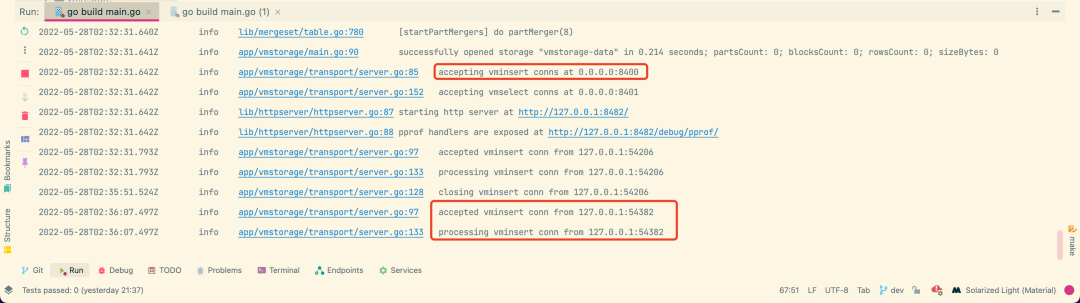 Run: go build main.go × go build main.go (1) ×
2022-05-28T02:32:31.640Z info lib/mergeset/table.go:780 [startPartMergers] do partMerger(8)
2022-05-28T02:32:31.642Z info app/vmstorage/main.go:90 successfully opened storage "vmstorage-data" in 0.214 seconds; partsCount: 0; blocksCount: 0; rowsCount: 0; sizeBytes: 0
2022-05-28T02:32:31.642Z info app/vmstorage/transport/server.go:85 accepting vminsert conns at 0.0.0.0:8400
2022-05-28T02:32:31.642Z info app/vmstorage/transport/server.go:152 accepting vmselect conns at 0.0.0.0:8401
2022-05-28T02:32:31.642Z info lib/httpserver/httpserver.go:87 starting http server at http://127.0.0.1:8482/
2022-05-28T02:32:31.642Z info lib/httpserver/httpserver.go:88 pprof handlers are exposed at http://127.0.0.1:8482/debug/pprof/
2022-05-28T02:32:31.793Z info app/vmstorage/transport/server.go:97 accepted vminsert conn from 127.0.0.1:54206
2022-05-28T02:32:31.793Z info app/vmstorage/transport/server.go:133 processing vminsert conn from 127.0.0.1:54206
2022-05-28T02:35:51.524Z info app/vmstorage/transport/server.go:128 closing vminsert conn from 127.0.0.1:54206
2022-05-28T02:36:07.497Z info app/vmstorage/transport/server.go:97 accepted vminsert conn from 127.0.0.1:54382
2022-05-28T02:36:07.497Z info app/vmstorage/transport/server.go:133 processing vminsert conn from 127.0.0.1:54382
Bookmarks
Structure
make
Git Run Debug TODO Problems Terminal Endpoints Services
Tests passed: 0 (yesterday 21:37) 67:51 LF UTF-8 Tab dev Solarized Light (Material)